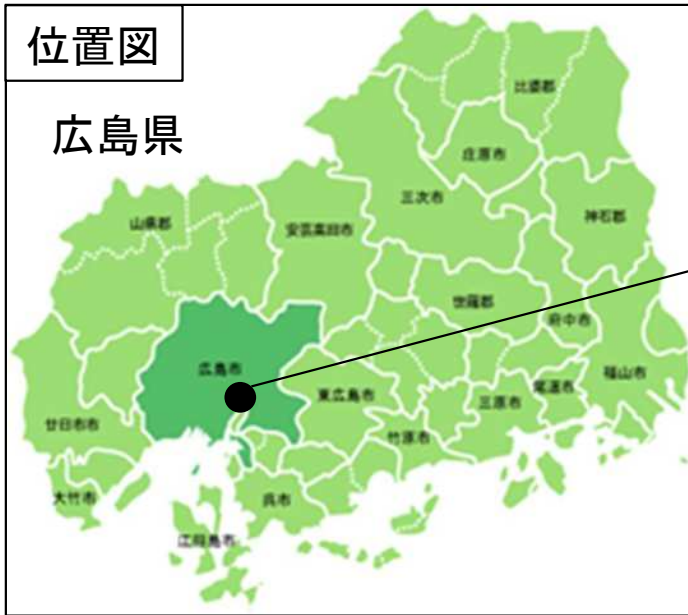 位置図
広島県
比婆郡
庄原市
三次市
山県郡
安芸高田市
神石郡
世羅郡
府中市
広島市
東広島市
福山市
尾道市
三原市
廿日市市
竹原市
大竹市
呉市
江田島市